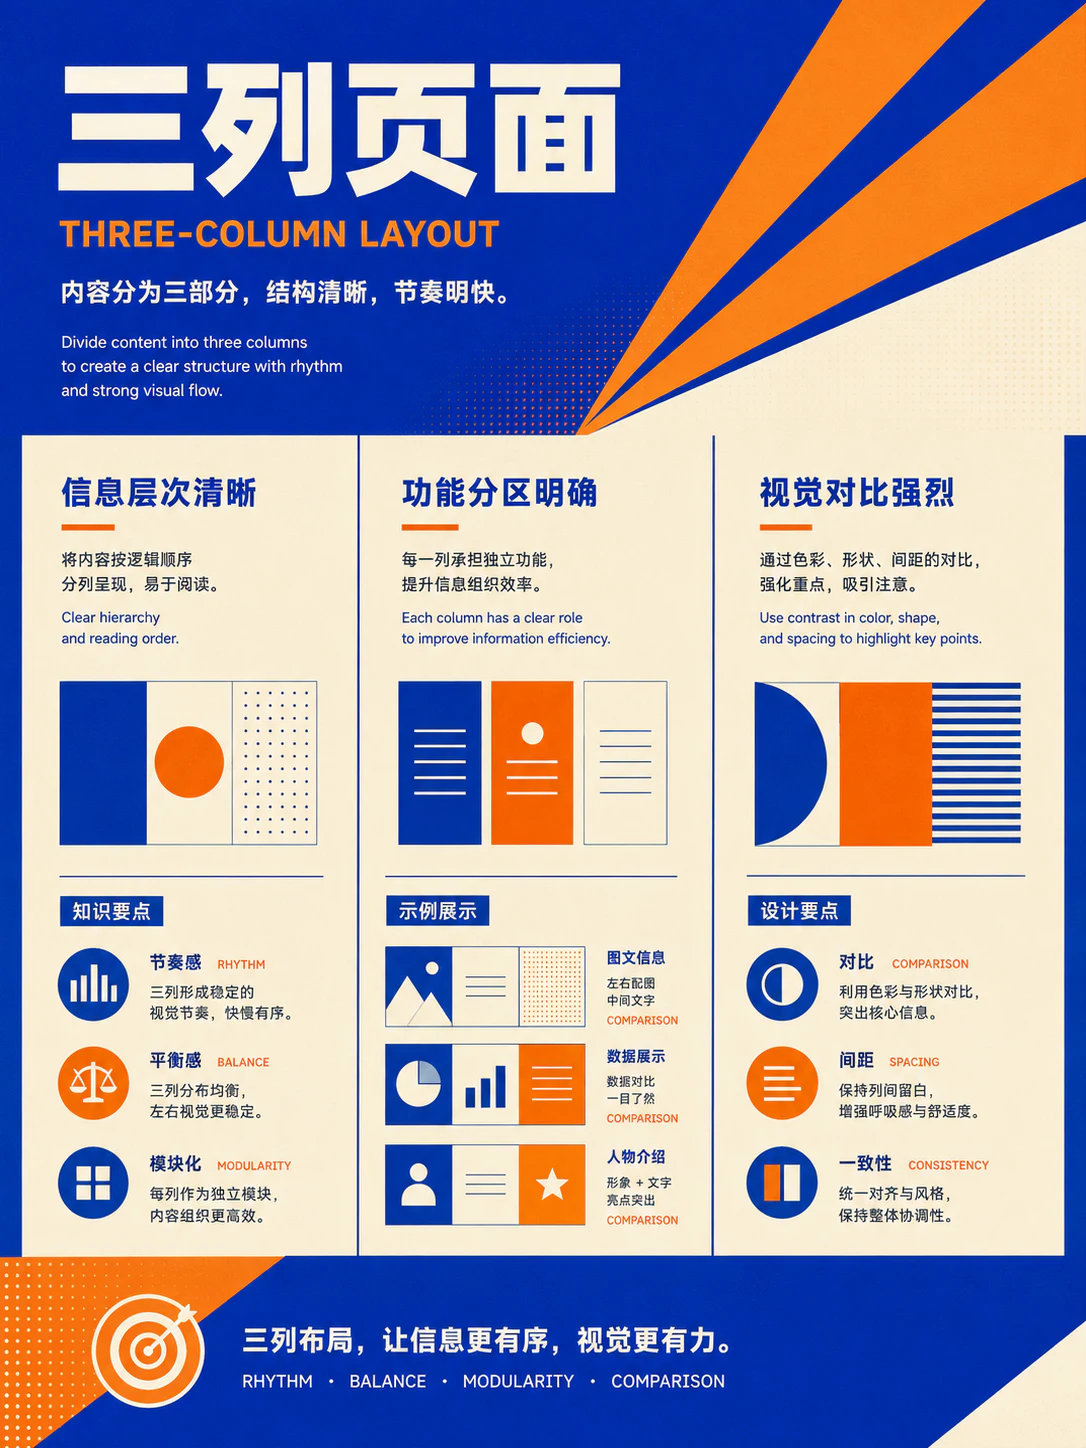 三列页面
THREE-COLUMN LAYOUT
内容分为三部分，结构清晰，节奏明快。
Divide content into three columns
to create a clear structure with rhythm
and strong visual flow.
信息层次清晰
将内容按逻辑顺序
分列呈现，易于阅读。
Clear hierarchy
and reading order.
知识要点
节奏感 RHYTHM
三列形成稳定的
视觉节奏，快慢有序。
平衡感 BALANCE
三列分布均衡，
左右视觉更稳定。
模块化 MODULARITY
每列作为独立模块，
内容组织更高效。
功能分区明确
每一列承担独立功能，
提升信息组织效率。
Each column has a clear role
to improve information efficiency.
示例展示
图文信息
左右配图
中间文字
COMPARISON
数据展示
数据对比
一目了然
COMPARISON
人物介绍
形象 + 文字
亮点突出
COMPARISON
视觉对比强烈
通过色彩、形状、间距的对比，
强化重点，吸引注意。
Use contrast in color, shape,
and spacing to highlight key points.
设计要点
对比 COMPARISON
利用色彩与形状对比，
突出核心信息。
间距 SPACING
保持列间留白，
增强呼吸感与舒适度。
一致性 CONSISTENCY
统一对齐与风格，
保持整体协调性。
三列布局，让信息更有序，视觉更有力。
RHYTHM • BALANCE • MODULARITY • COMPARISON